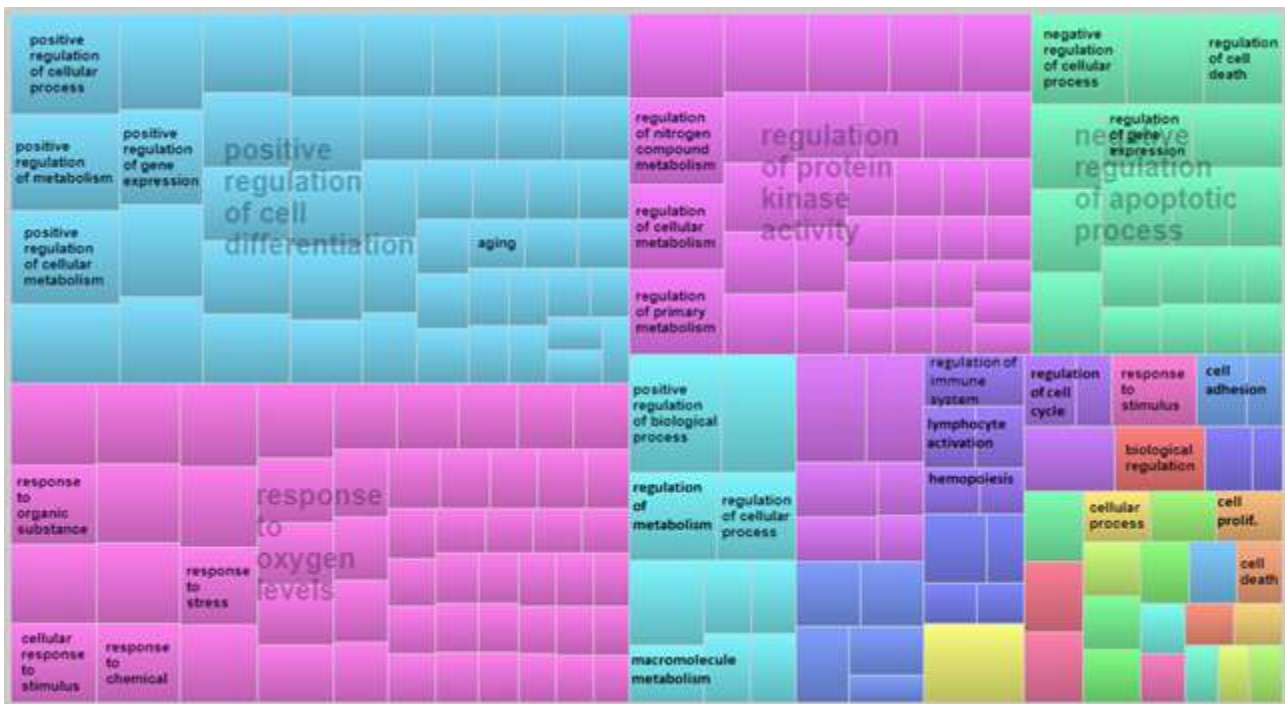 positive
regulation
of cellular
process
positive
regulation
of metabolism
positive
regulation
of gene
expression
positive
regulation
of cellular
metabolism
positive
regulation
of cell
differentiation
aging
regulation
of nitrogen
compound
metabolism
regulation
of cellular
metabolism
regulation
of primary
metabolism
regulation
of protein
kinase
activity
negative
regulation
of cellular
process
regulation
of cell
death
regulation
of gene
expression
negative
regulation
of apoptotic
process
response
to
organic
substance
response
to
stress
cellular
response
to
stimulus
response
to
chemical
response
to
oxygen
levels
positive
regulation
of biological
process
regulation
of
metabolism
regulation
of cellular
process
macromolecule
metabolism
regulation of
immune
system
lymphocyte
activation
hemopoiesis
regulation
of cell
cycle
response
to
stimulus
cell
adhesion
biological
regulation
cellular
process
cell
prolif.
cell
death